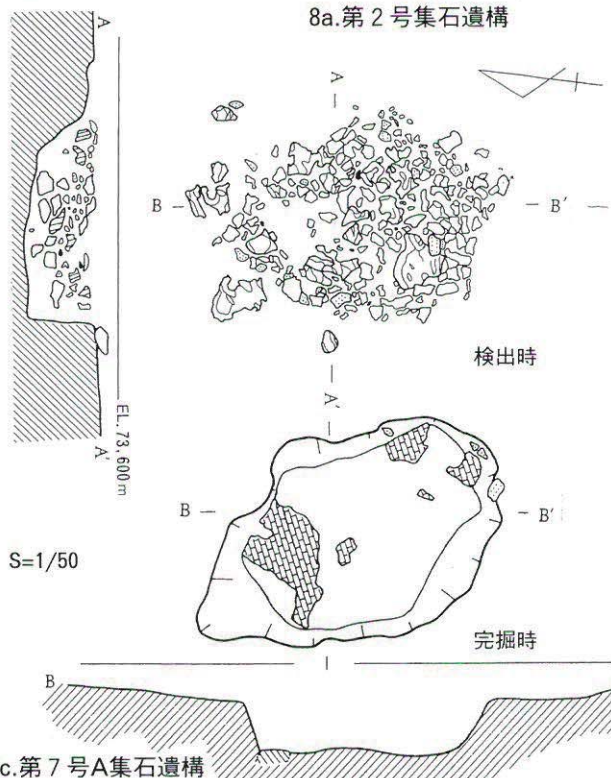 8a.第2号集石遺構
A
A
B
B'
検出時
A'
EL. 73,600m
A'
B
B'
S=1/50
完掘時
B
c.第7号A集石遺構